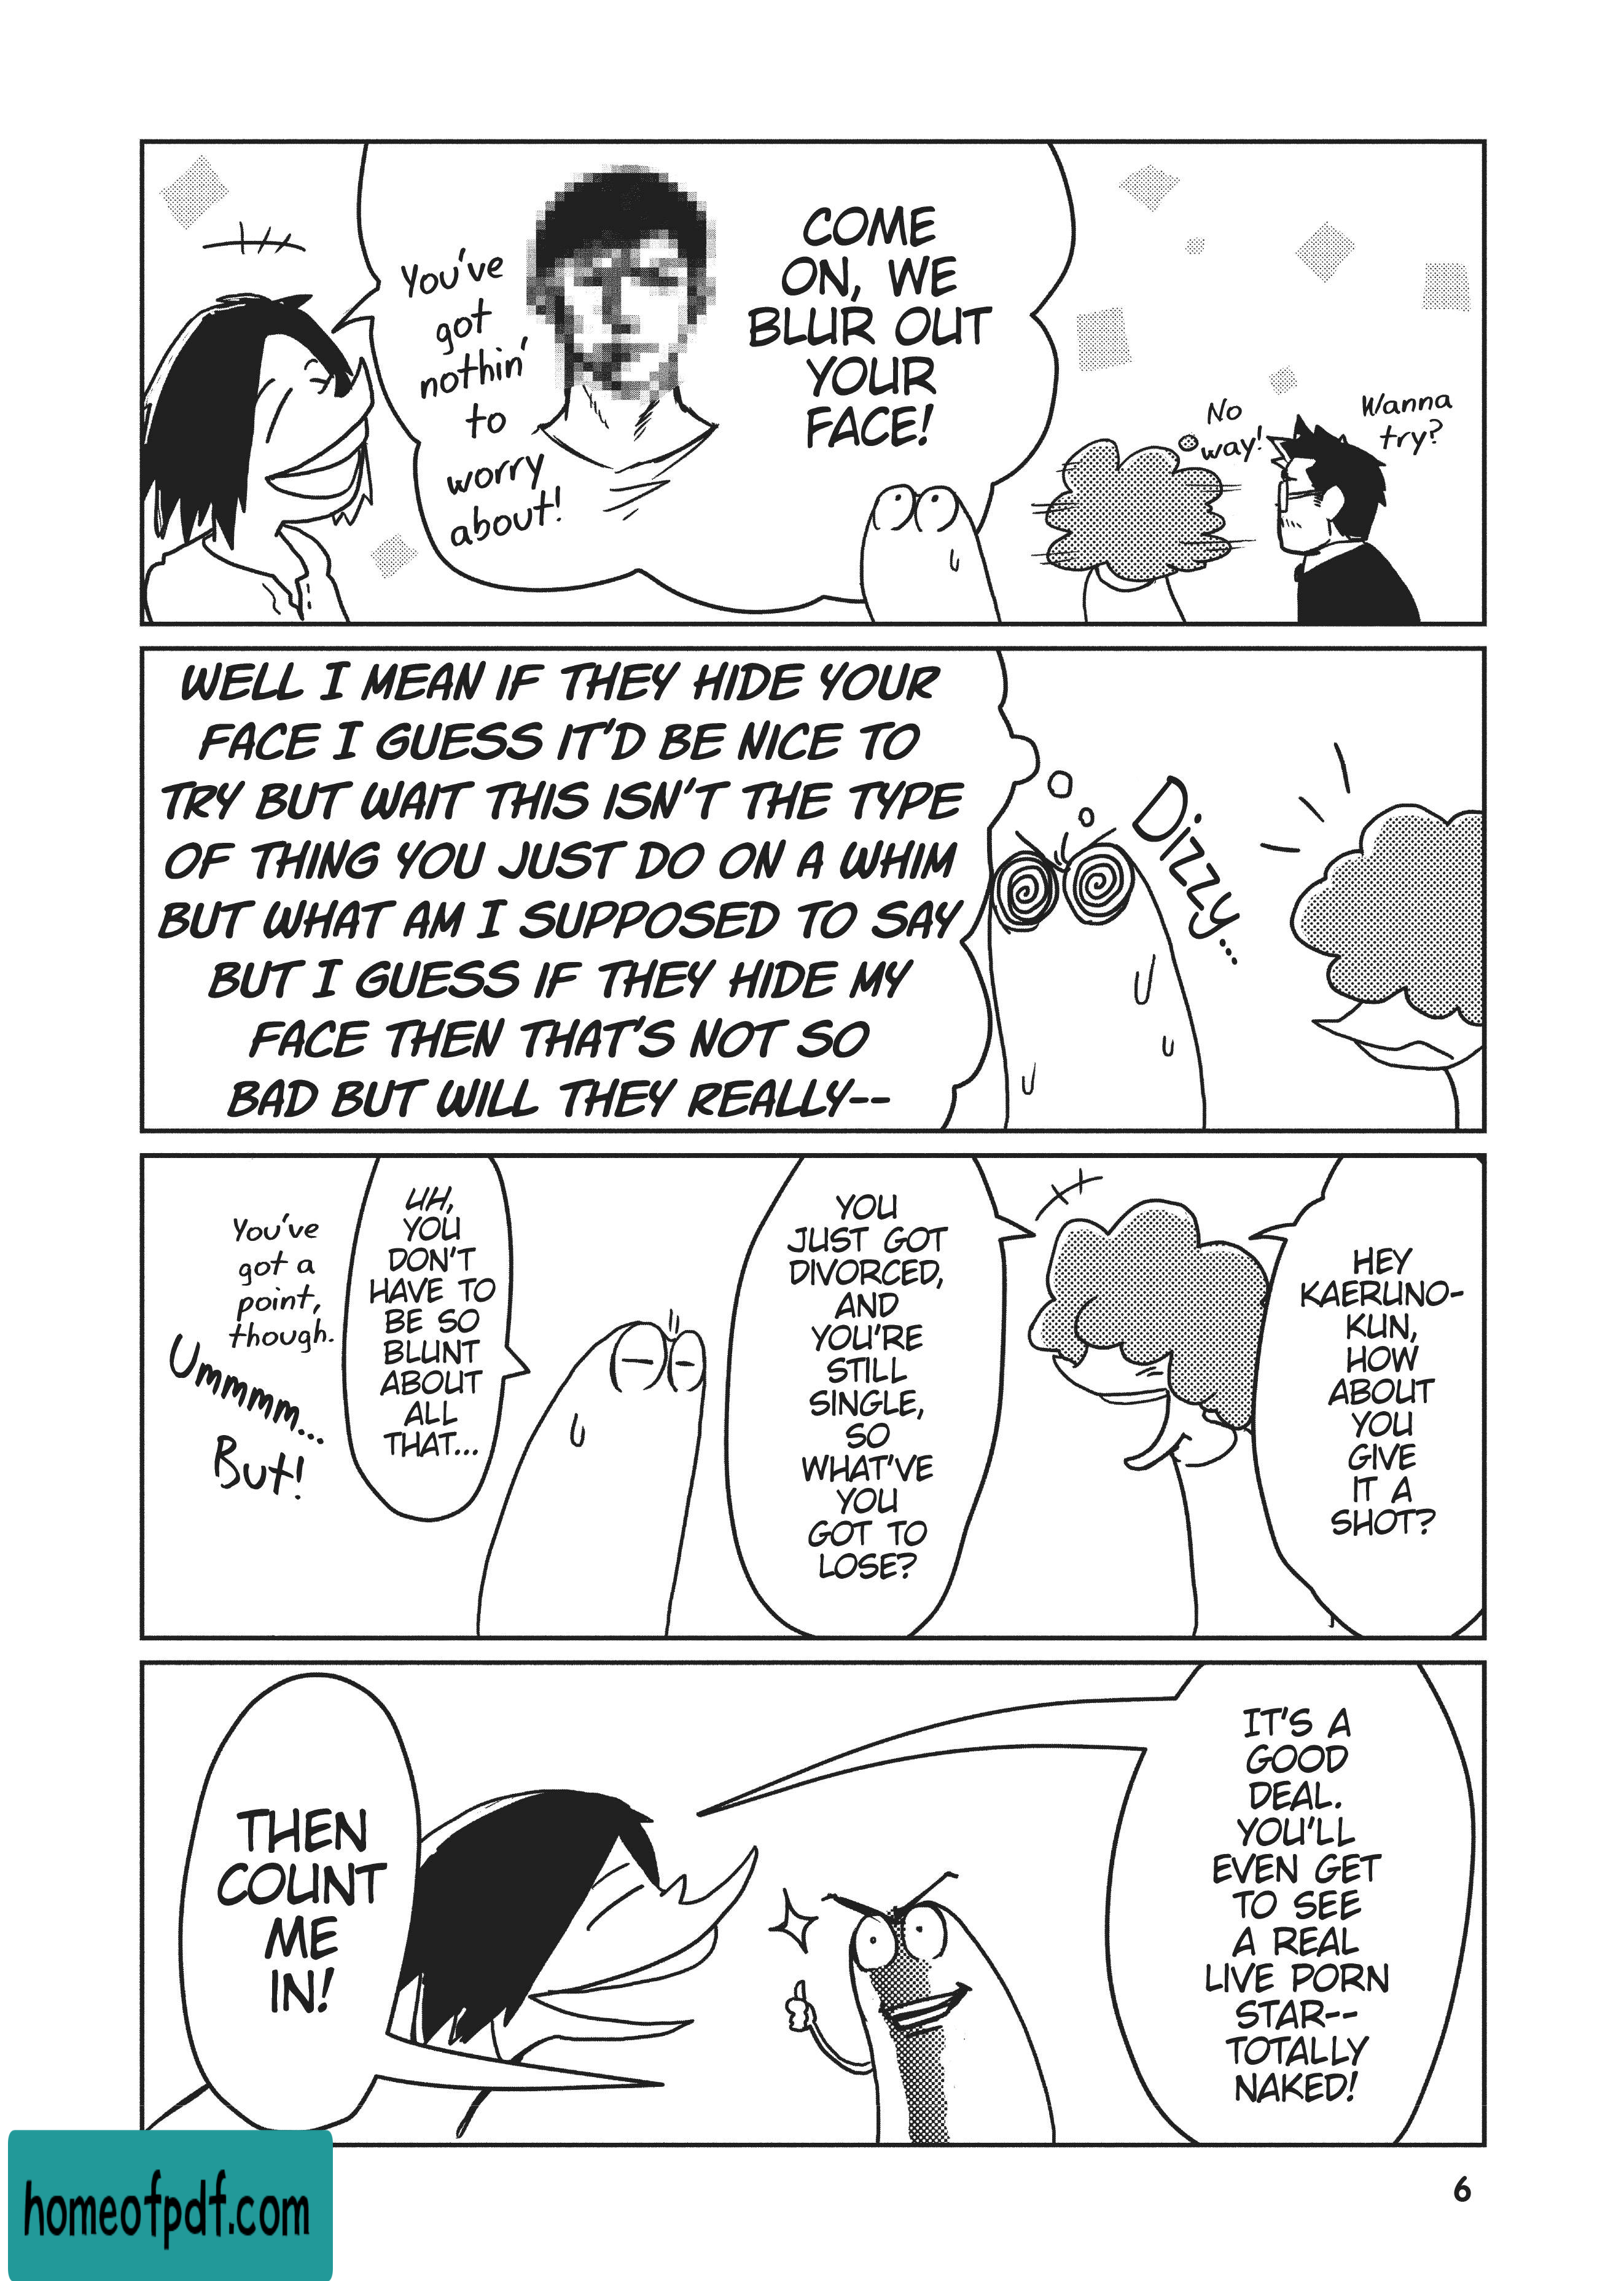 COME
ON, WE
BLUR OUT
YOUR
FACE!
You've
got
nothin'
to
worry
about!
Wanna
try?
No
way!
WELL I MEAN IF THEY HIDE YOUR
FACE I GUESS IT'D BE NICE TO
TRY BUT WAIT THIS ISN'T THE TYPE
OF THING YOU JUST DO ON A WHIM
BUT WHAT AM I SUPPOSED TO SAY
BUT I GUESS IF THEY HIDE MY
FACE THEN THAT'S NOT SO
BAD BUT WILL THEY REALLY--
Dizzy...
HEY
KAERUNO-
KUN,
HOW
ABOUT
YOU
GIVE
IT A
SHOT?
YOU
JUST GOT
DIVORCED,
AND
YOU'RE
STILL
SINGLE,
SO
WHAT'VE
YOU
GOT TO
LOSE?
UH,
YOU
DON'T
HAVE TO
BE SO
BLUNT
ABOUT
ALL
THAT...
You've
got a
point,
though.
Ummmm...
But!
IT'S A
GOOD
DEAL.
YOU'LL
EVEN GET
TO SEE
A REAL
LIVE PORN
STAR--
TOTALLY
NAKED!
THEN
COUNT
ME
IN!
6
homeofpdf.com